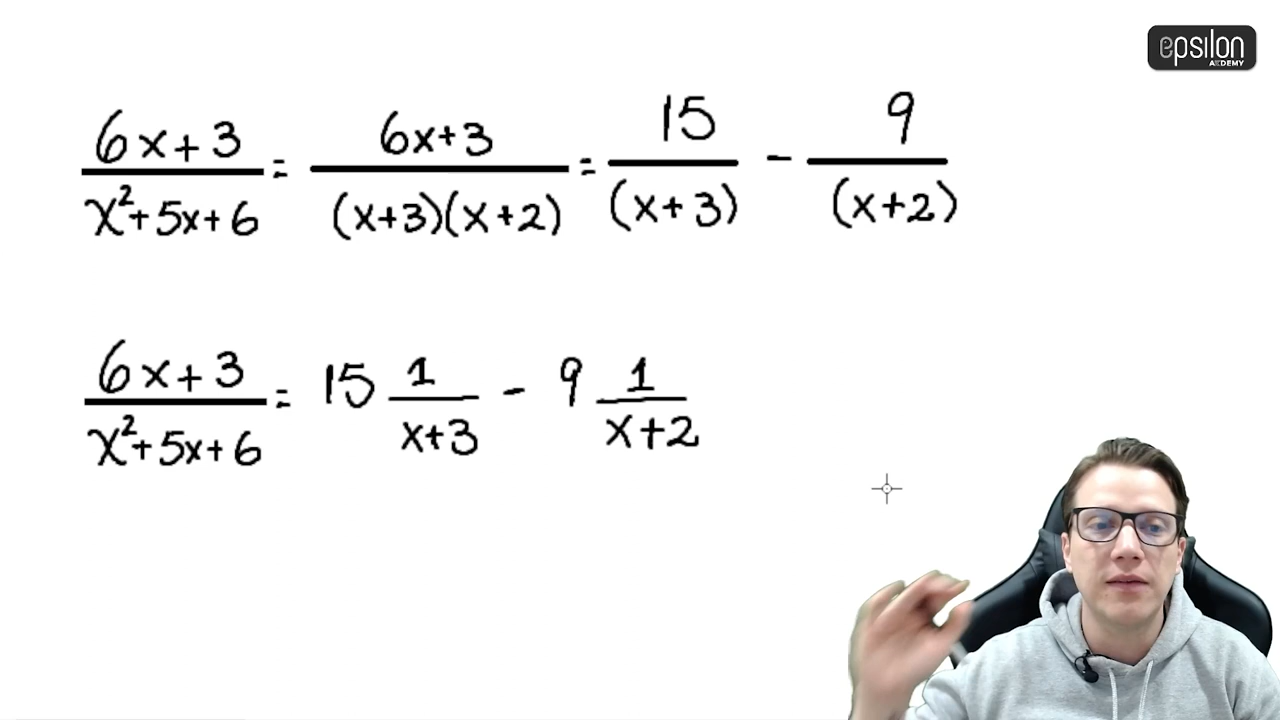 epsilon
AKDEMY
6x+3/x²+5x+6 = 6x+3/(x+3)(x+2) = 15/(x+3) - 9/(x+2)
6x+3/x²+5x+6 = 15 1/x+3 - 9 1/x+2